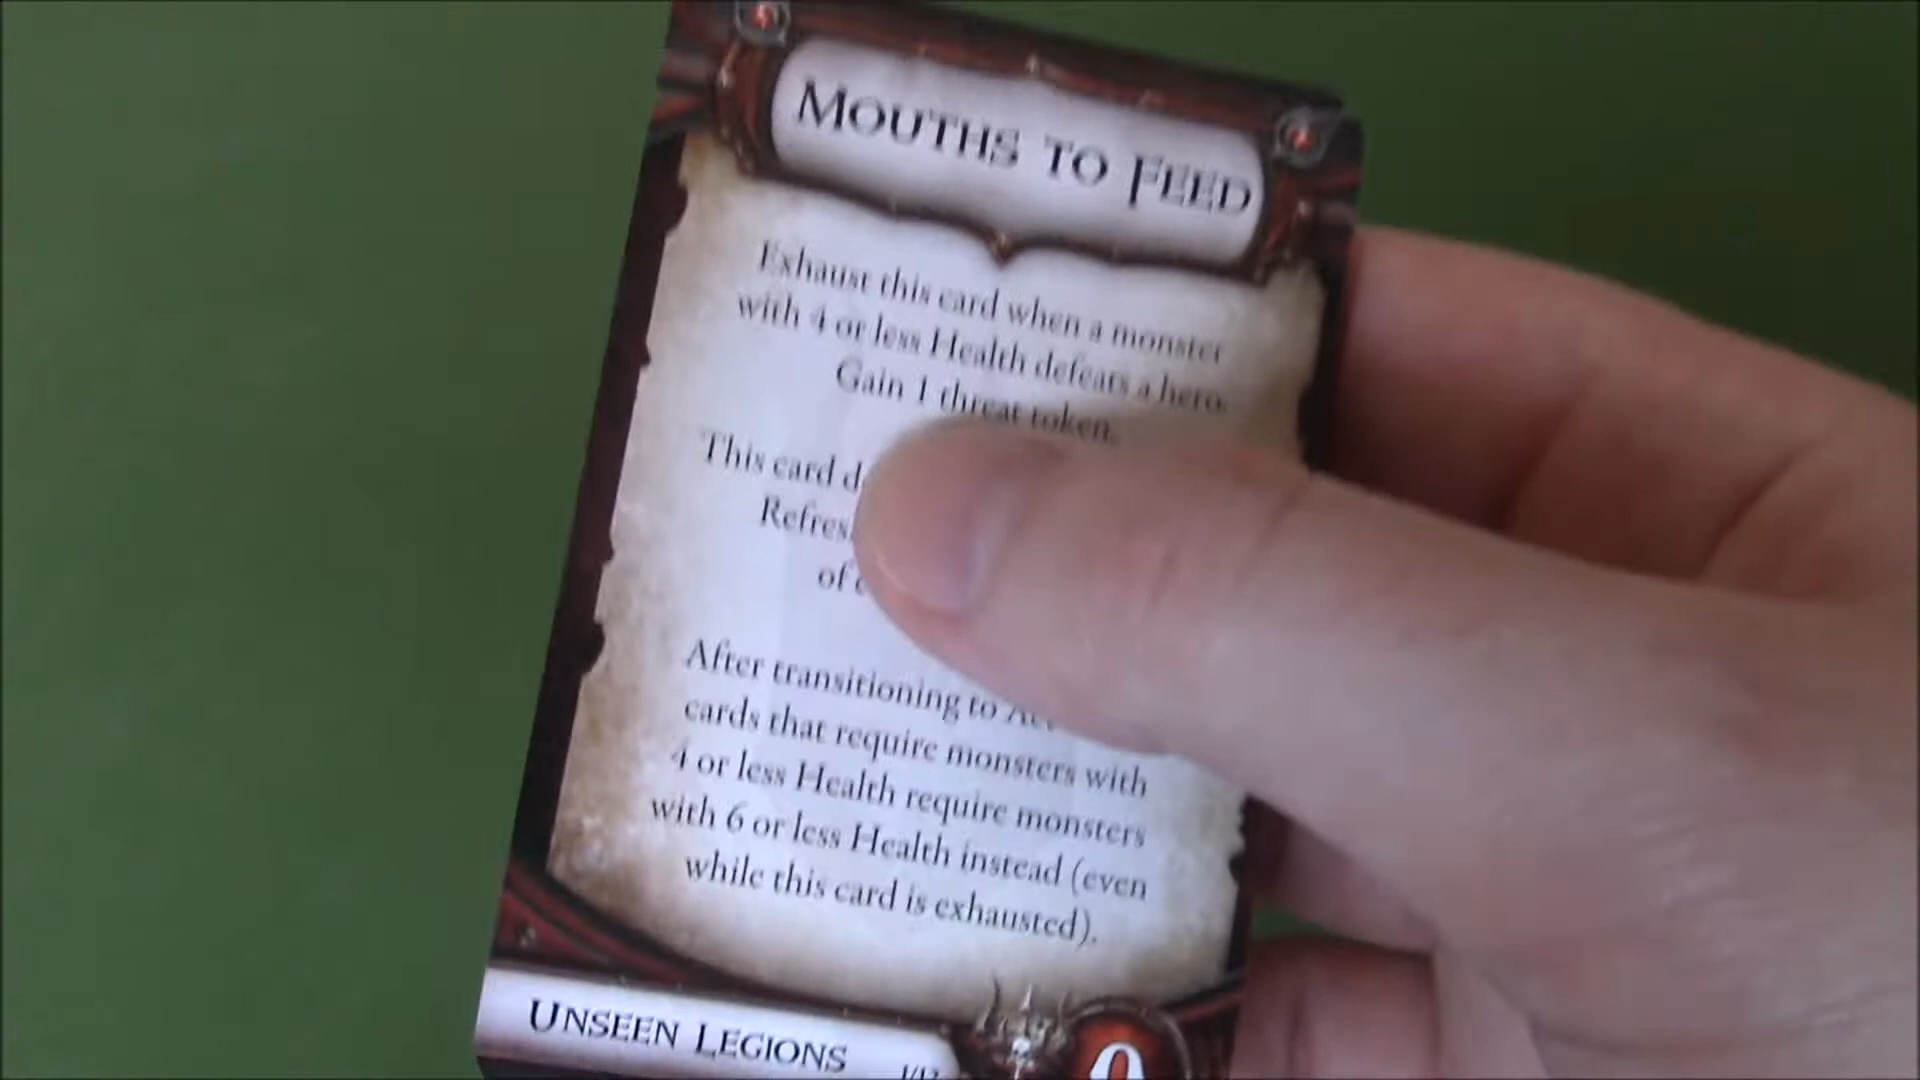 MOUTHS TO FEED
Exhaust this card when a monster
with 4 or less Health defeats a hero.
Gain 1 threat token.
This card
After transitioning to
cards that require monsters with
4 or less Health require monsters
with 6 or less Health instead (even
while this card is exhausted).
UNSEEN LEGIONS
0